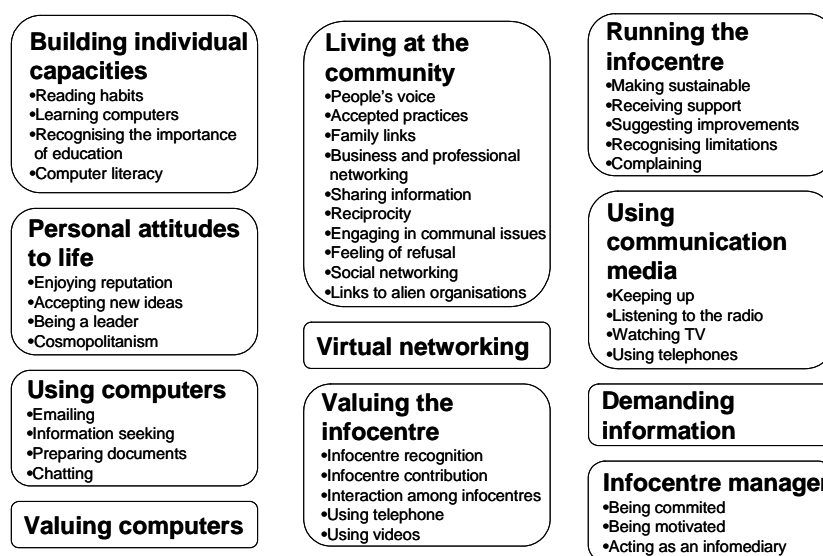 Building individual
capacities
•Reading habits
•Learning computers
•Recognising the importance
of education
•Computer literacy
Personal attitudes
to life
•Enjoying reputation
•Accepting new ideas
•Being a leader
•Cosmopolitanism
Using computers
•Emailing
•Information seeking
•Preparing documents
•Chatting
Valuing computers
Living at the
community
•People's voice
•Accepted practices
•Family links
•Business and professional
networking
•Sharing information
•Reciprocity
•Engaging in communal issues
•Feeling of refusal
•Social networking
•Links to alien organisations
Virtual networking
Valuing the
infocentre
•Infocentre recognition
•Infocentre contribution
•Interaction among infocentres
•Using telephone
•Using videos
Running the
infocentre
•Making sustainable
•Receiving support
•Suggesting improvements
•Recognising limitations
•Complaining
Using
communication
media
•Keeping up
•Listening to the radio
•Watching TV
•Using telephones
Demanding
information
Infocentre manager
•Being commited
•Being motivated
•Acting as an infomediary